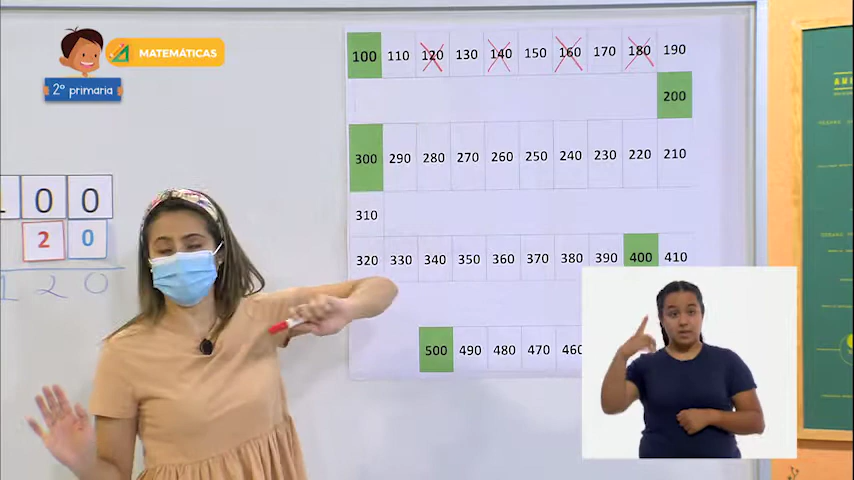 MATEMÁTICAS
2º primaria
100 110 120 130 140 150 160 170 180 190
200
300 290 280 270 260 250 240 230 220 210
310
320 330 340 350 360 370 380 390 400 410
500 490 480 470 460
0 0
2 0
120